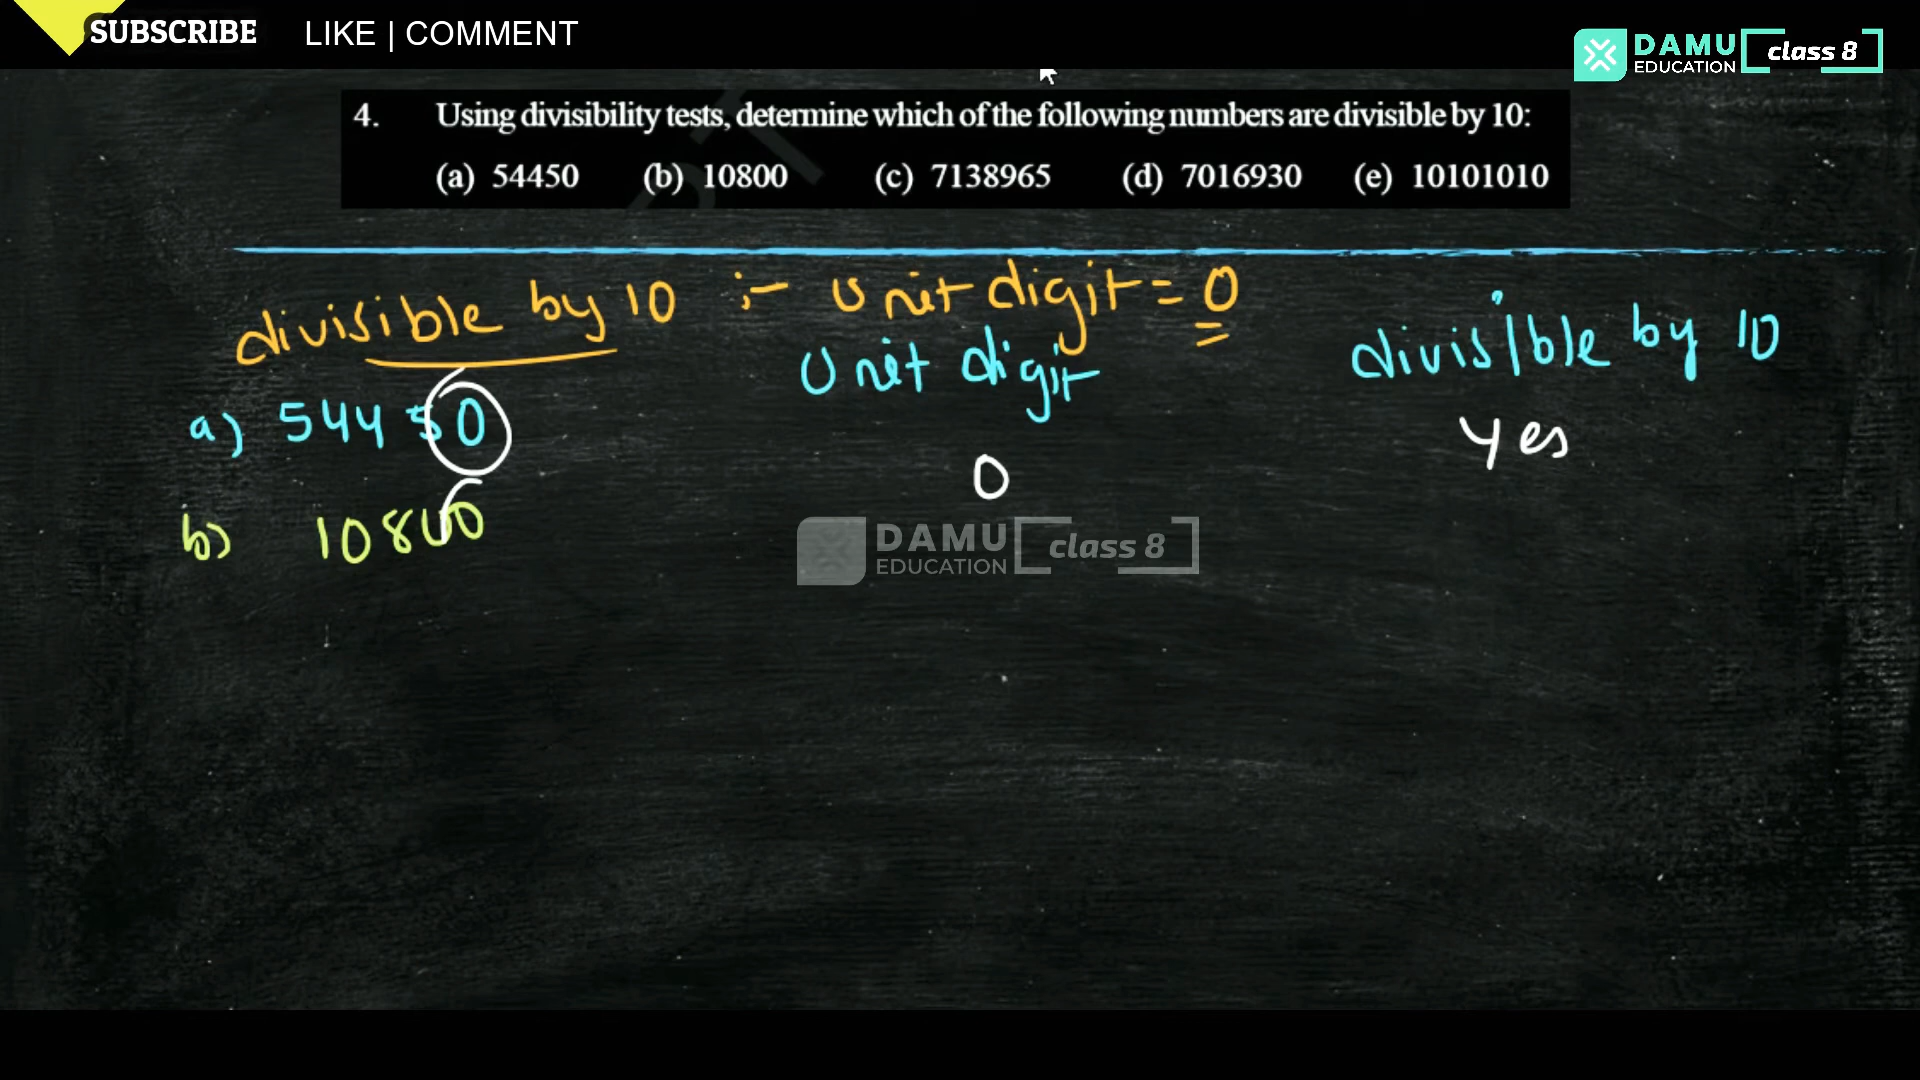 SUBSCRIBE LIKE | COMMENT
DAMU EDUCATION class 8
4. Using divisibility tests, determine which of the following numbers are divisible by 10:
(a) 54450 (b) 10800 (c) 7138965 (d) 7016930 (e) 10101010
divisible by 10 :- Unit digit = 0
Unit digit divisible by 10
a) 54450 0 Yes
b) 10800
DAMU EDUCATION class 8